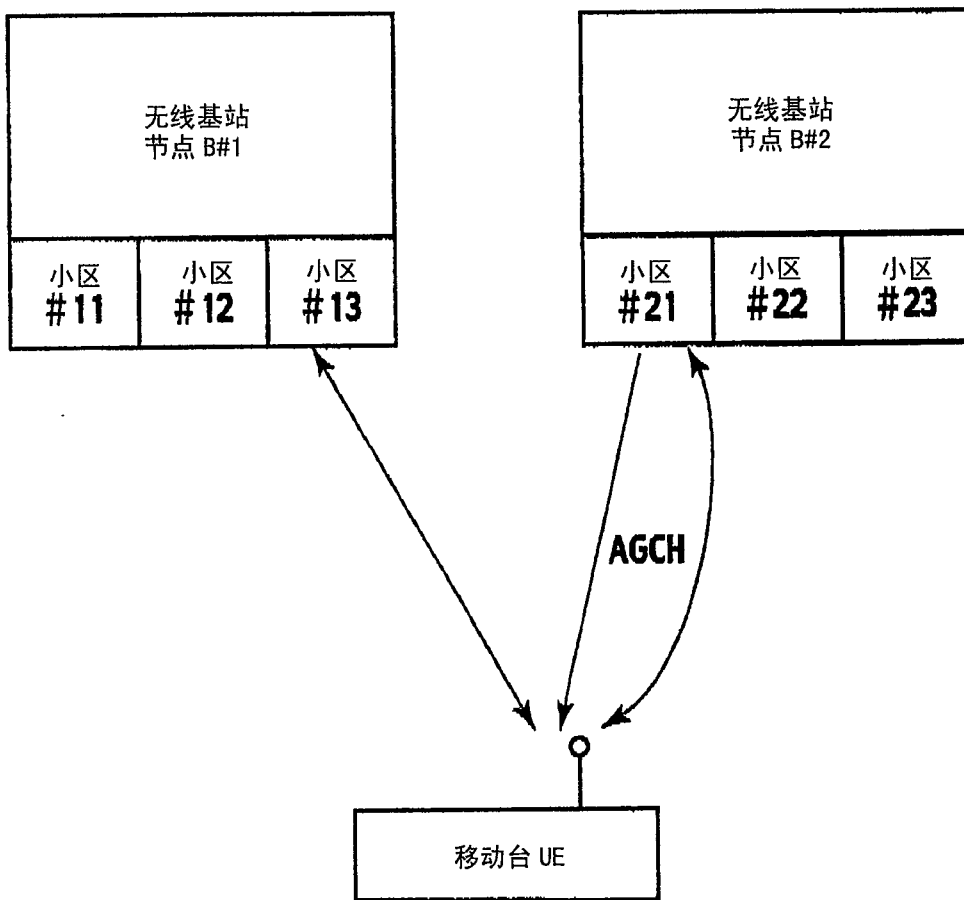 无线基站
节点 B#1
无线基站
节点 B#2
小区
#11
小区
#12
小区
#13
小区
#21
小区
#22
小区
#23
AGCH
移动台 UE